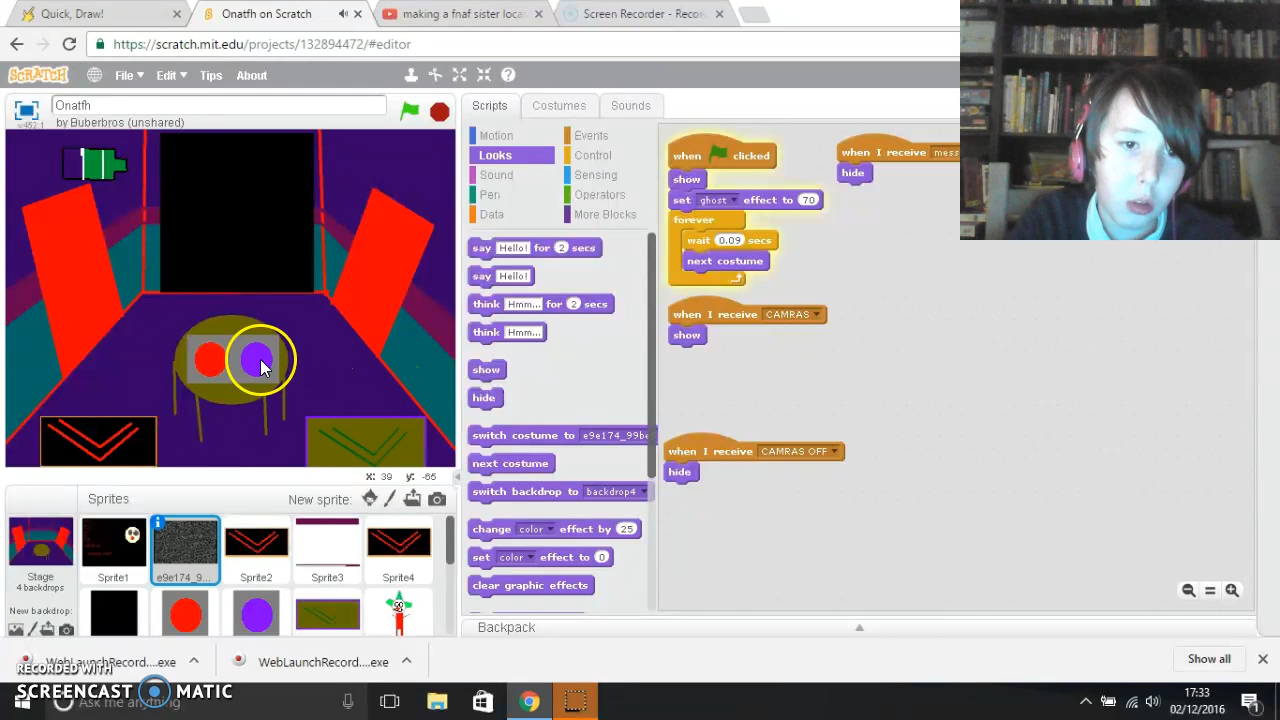 Quick, Draw!
Onatfh on Scratch
making a fnaf sister loca
Screen Recorder - Reco
https://scratch.mit.edu/projects/132894472/#editor
SCRATCH File Edit Tips About
Onatfh
by Buberbros (unshared)
v452.1
Scripts Costumes Sounds
Motion Events
Looks Control
Sound Sensing
Pen Operators
Data More Blocks
say Hello! for 2 secs
say Hello!
think Hmm... for 2 secs
think Hmm...
show
hide
switch costume to e9e174_99b
next costume
switch backdrop to backdrop4
change color effect by 25
set color effect to 0
clear graphic effects
when clicked
show
set ghost effect to 70
forever
wait 0.09 secs
next costume
when I receive CAMRAS
show
when I receive CAMRAS OFF
hide
when I receive mess
hide
X: 39 y: -65
Sprites New sprite:
Stage
4 backdrops
New backdrop:
Sprite1
e9e174_9...
Sprite2
Sprite3
Sprite4
Backpack
WebLaunchRecord....exe
WebLaunchRecord....exe
Show all
RECORDED WITH
SCREENCAST MATIC
Ask me anything
17:33
02/12/2016